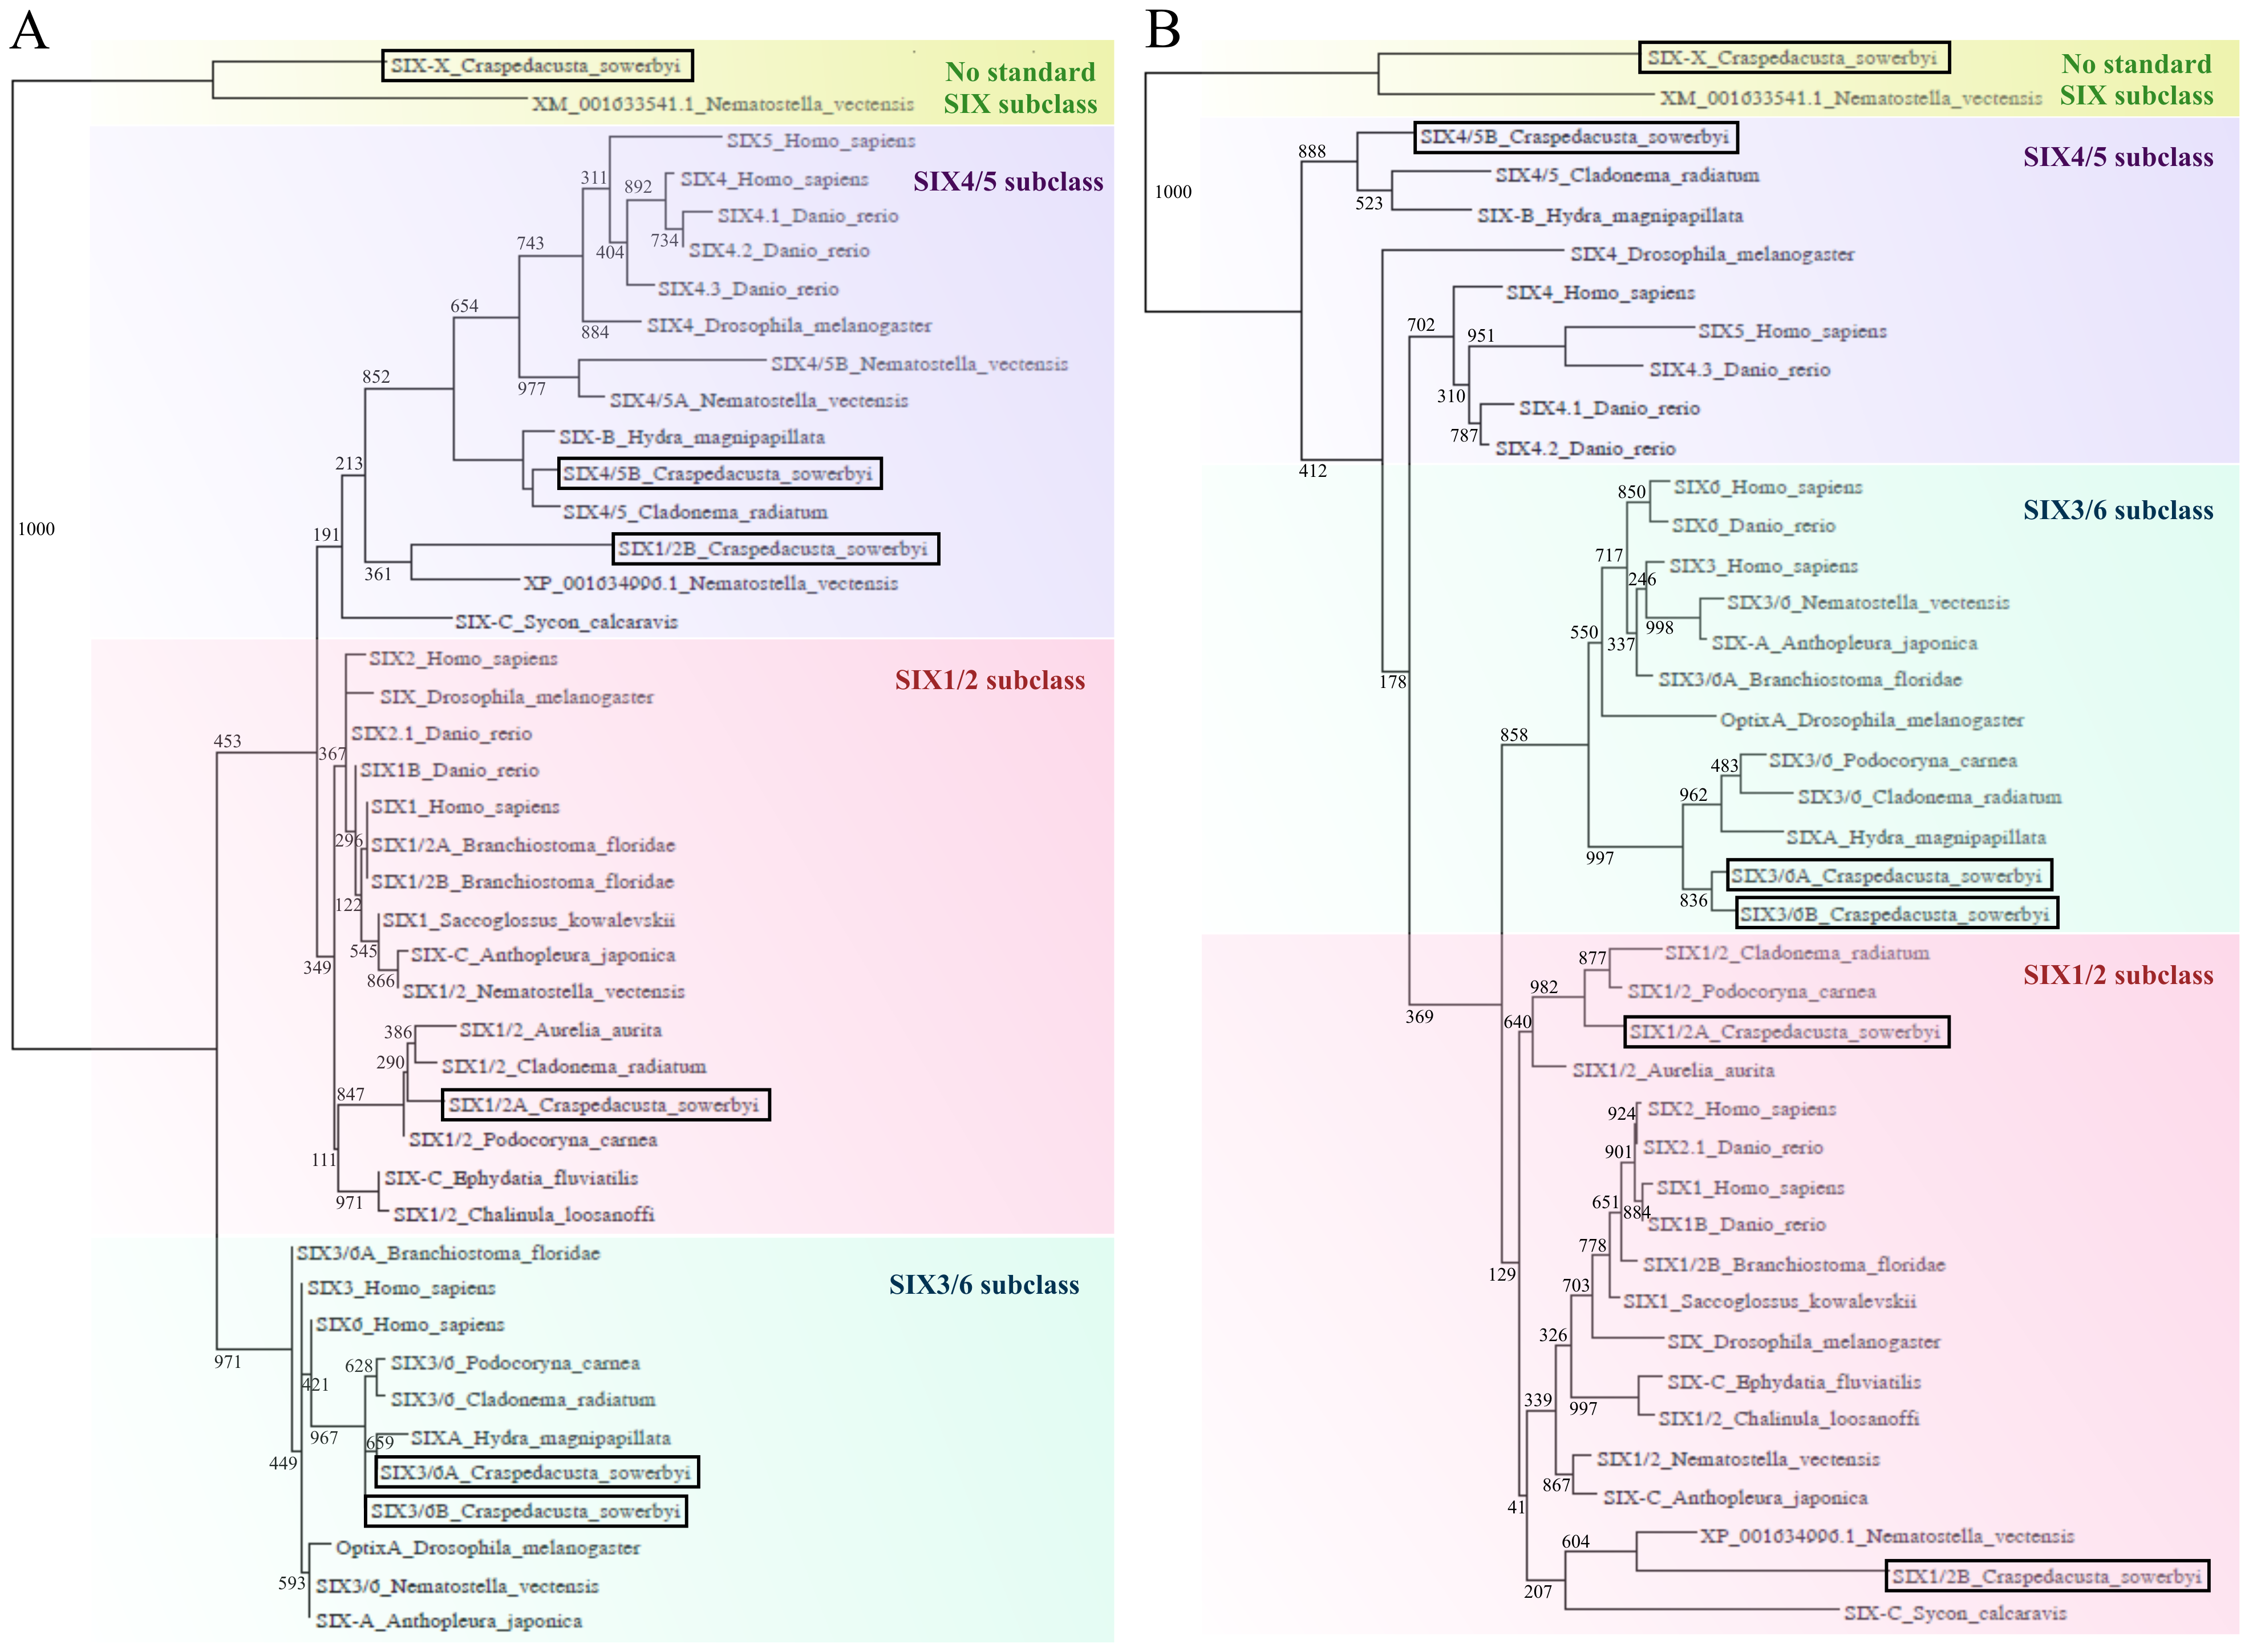 A
SIX-X_Craspedacusta_sowerbyi
XM_001633541.1_Nematostella_vectensis
No standard
SIX subclass
SIX5_Homo_sapiens
SIX4_Homo_sapiens
SIX4.1_Danio_rerio
SIX4.2_Danio_rerio
SIX4.3_Danio_rerio
SIX4_Drosophila_melanogaster
SIX4/5B_Nematostella_vectensis
SIX4/5A_Nematostella_vectensis
SIX-B_Hydra_magnipapillata
SIX4/5B_Craspedacusta_sowerbyi
SIX4/5_Cladonema_radiatum
SIX1/2B_Craspedacusta_sowerbyi
XP_001634996.1_Nematostella_vectensis
SIX-C_Sycon_calcaravis
SIX4/5 subclass
311
892
734
404
743
884
654
977
852
213
361
191
1000
SIX2_Homo_sapiens
SIX_Drosophila_melanogaster
SIX2.1_Danio_rerio
SIX1B_Danio_rerio
SIX1_Homo_sapiens
SIX1/2A_Branchiostoma_floridae
SIX1/2B_Branchiostoma_floridae
SIX1_Saccoglossus_kowalevskii
SIX-C_Anthopleura_japonica
SIX1/2_Nematostella_vectensis
SIX1/2_Aurelia_aurita
SIX1/2_Cladonema_radiatum
SIX1/2A_Craspedacusta_sowerbyi
SIX1/2_Podocoryna_carnea
SIX-C_Ephydatia_fluviatilis
SIX1/2_Chalinula_loosanoffi
SIX1/2 subclass
453
367
296
122
545
866
349
386
290
847
111
971
SIX3/6A_Branchiostoma_floridae
SIX3_Homo_sapiens
SIX6_Homo_sapiens
SIX3/6_Podocoryna_carnea
SIX3/6_Cladonema_radiatum
SIXA_Hydra_magnipapillata
SIX3/6A_Craspedacusta_sowerbyi
SIX3/6B_Craspedacusta_sowerbyi
OptixA_Drosophila_melanogaster
SIX3/6_Nematostella_vectensis
SIX-A_Anthopleura_japonica
SIX3/6 subclass
971
421
628
967
659
449
593
B
SIX-X_Craspedacusta_sowerbyi
XM_001633541.1_Nematostella_vectensis
No standard
SIX subclass
SIX4/5B_Craspedacusta_sowerbyi
SIX4/5_Cladonema_radiatum
SIX-B_Hydra_magnipapillata
SIX4_Drosophila_melanogaster
SIX4_Homo_sapiens
SIX5_Homo_sapiens
SIX4.3_Danio_rerio
SIX4.1_Danio_rerio
SIX4.2_Danio_rerio
SIX4/5 subclass
888
1000
523
702
951
310
787
412
SIX6_Homo_sapiens
SIX6_Danio_rerio
SIX3_Homo_sapiens
SIX3/6_Nematostella_vectensis
SIX-A_Anthopleura_japonica
SIX3/6A_Branchiostoma_floridae
OptixA_Drosophila_melanogaster
SIX3/6_Podocoryna_carnea
SIX3/6_Cladonema_radiatum
SIXA_Hydra_magnipapillata
SIX3/6A_Craspedacusta_sowerbyi
SIX3/6B_Craspedacusta_sowerbyi
SIX3/6 subclass
850
717
246
998
550
337
178
858
483
962
997
836
SIX1/2_Cladonema_radiatum
SIX1/2_Podocoryna_carnea
SIX1/2A_Craspedacusta_sowerbyi
SIX1/2_Aurelia_aurita
SIX2_Homo_sapiens
SIX2.1_Danio_rerio
SIX1_Homo_sapiens
SIX1B_Danio_rerio
SIX1/2B_Branchiostoma_floridae
SIX1_Saccoglossus_kowalevskii
SIX_Drosophila_melanogaster
SIX-C_Ephydatia_fluviatilis
SIX1/2_Chalinula_loosanoffi
SIX1/2_Nematostella_vectensis
SIX-C_Anthopleura_japonica
XP_001634996.1_Nematostella_vectensis
SIX1/2B_Craspedacusta_sowerbyi
SIX-C_Sycon_calcaravis
SIX1/2 subclass
877
982
369
640
924
901
651
884
778
129
703
326
339
997
867
41
604
207